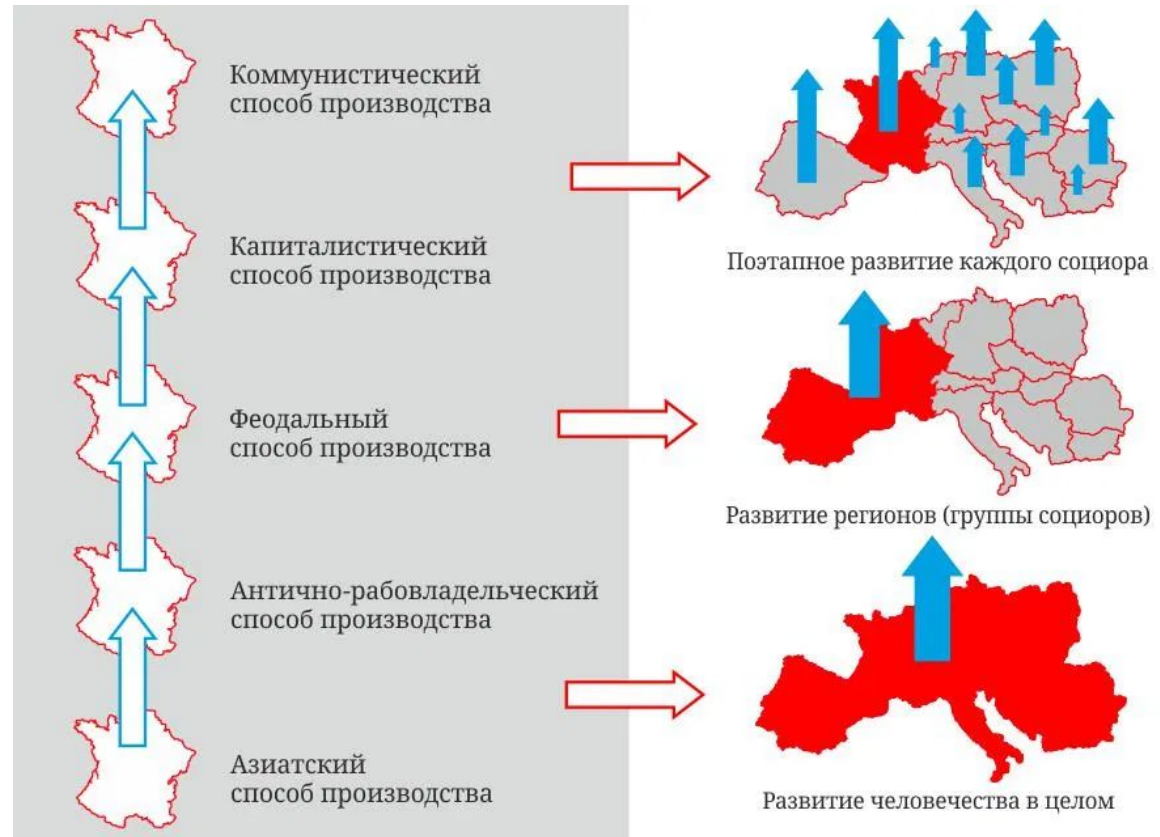 Коммунистический
способ производства
Капиталистический
способ производства
Феодальный
способ производства
Антично-рабовладельческий
способ производства
Азиатский
способ производства
Поэтапное развитие каждого социора
Развитие регионов (группы социоров)
Развитие человечества в целом